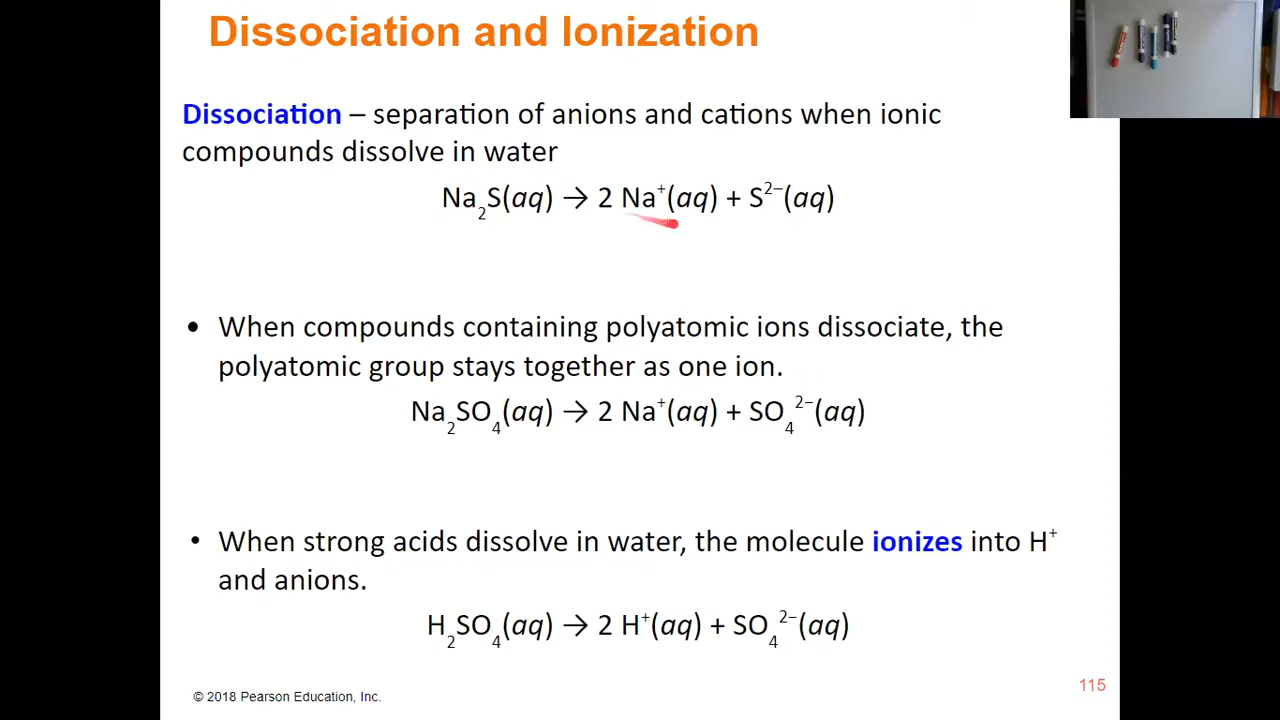 Dissociation and Ionization
Dissociation – separation of anions and cations when ionic
compounds dissolve in water
Na₂S(aq) → 2 Na⁺(aq) + S²⁻(aq)
• When compounds containing polyatomic ions dissociate, the
polyatomic group stays together as one ion.
Na₂SO₄(aq) → 2 Na⁺(aq) + SO₄²⁻(aq)
• When strong acids dissolve in water, the molecule ionizes into H⁺
and anions.
H₂SO₄(aq) → 2 H⁺(aq) + SO₄²⁻(aq)
115
© 2018 Pearson Education, Inc.